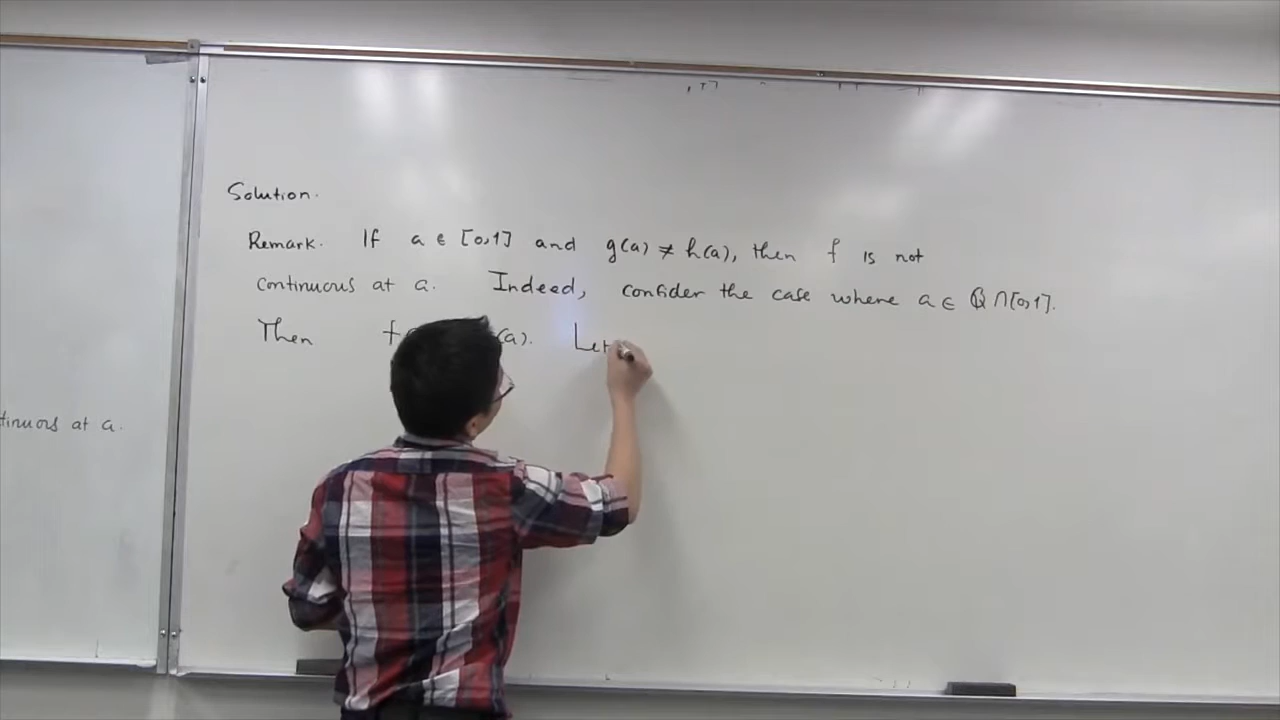 Solution.
Remark. If a ∈ [0,1] and g(a) ≠ h(a), then f is not
continuous at a. Indeed, consider the case where a ∈ ℚ ∩ [0,1].
Then f (a). Let
at a.